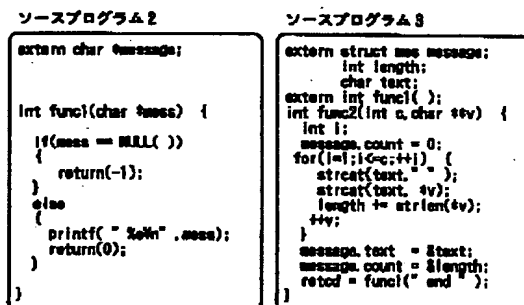 ソースプログラム2
extern char *message;
int func1(char *mess) {
if(mess == NULL( ))
{
return(-1);
}
else
{
printf( " %s¥n" ,mess);
return(0);
}
}
ソースプログラム3
extern struct mes message;
int length;
char text;
extern int func1( );
int func2(int c,char **v) {
int i;
message.count = 0;
for(i=1;i<=c;++i) {
strcat(text," " );
strcat(text, *v);
length += strlen(*v);
++v;
}
message.text = &text;
message.count = &length;
retcd = func1(" end " );
]